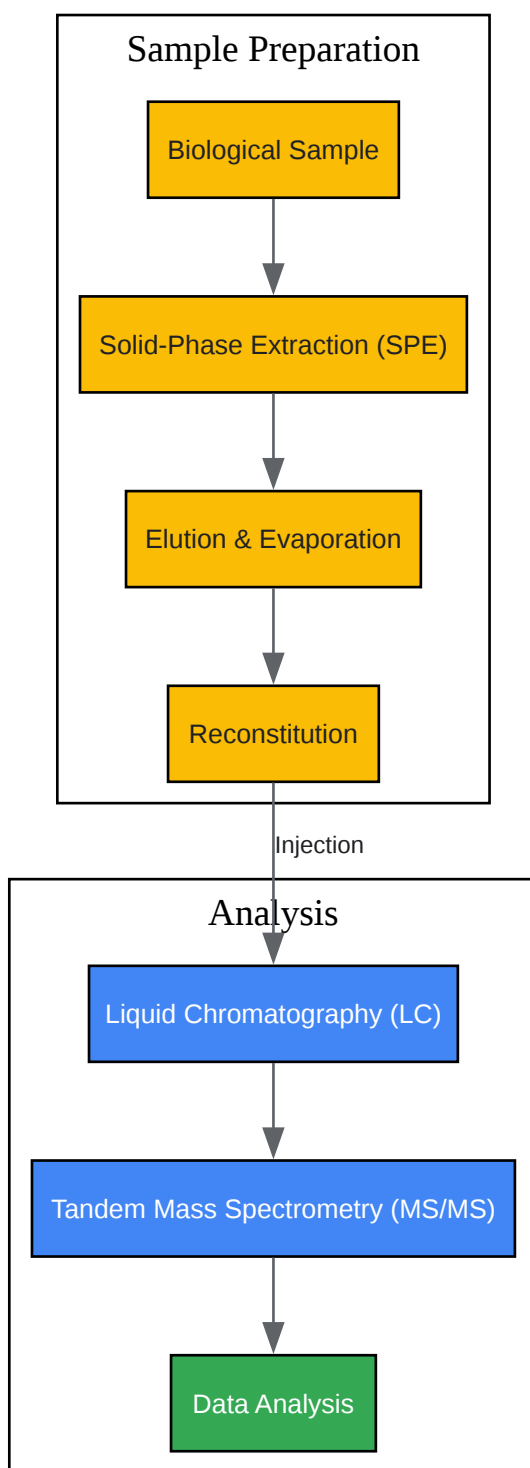 Sample Preparation
Biological Sample
Solid-Phase Extraction (SPE)
Elution & Evaporation
Reconstitution
Injection
Analysis
Liquid Chromatography (LC)
Tandem Mass Spectrometry (MS/MS)
Data Analysis